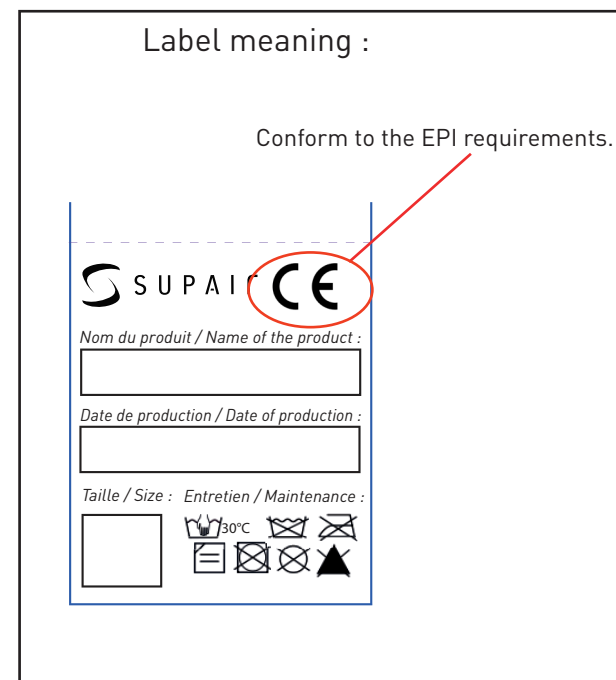 Label meaning :
Conform to the EPI requirements.
SUPAIR CE
Nom du produit / Name of the product :
Date de production / Date of production :
Taille / Size : Entretien / Maintenance :
30°C